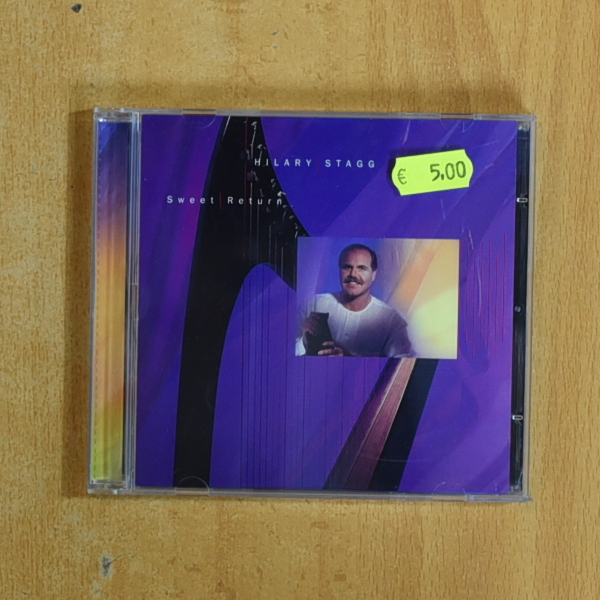 HILARY STAGG
€ 5.00
Sweet Return